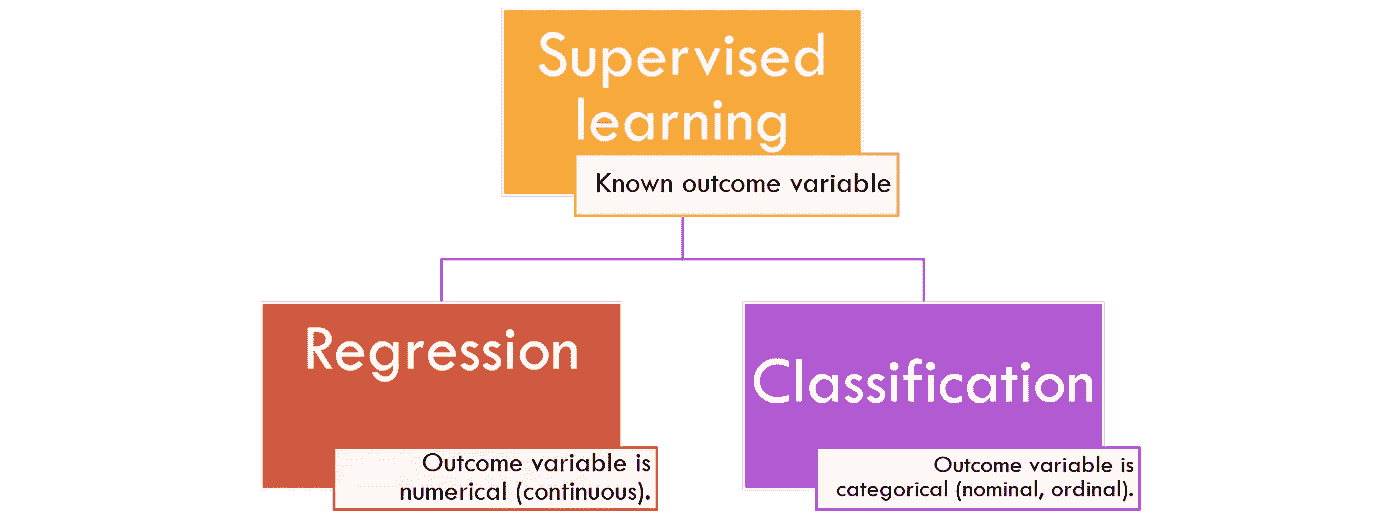 Supervised
learning
Known outcome variable
Regression
Outcome variable is
numerical (continuous).
Classification
Outcome variable is
categorical (nominal, ordinal).